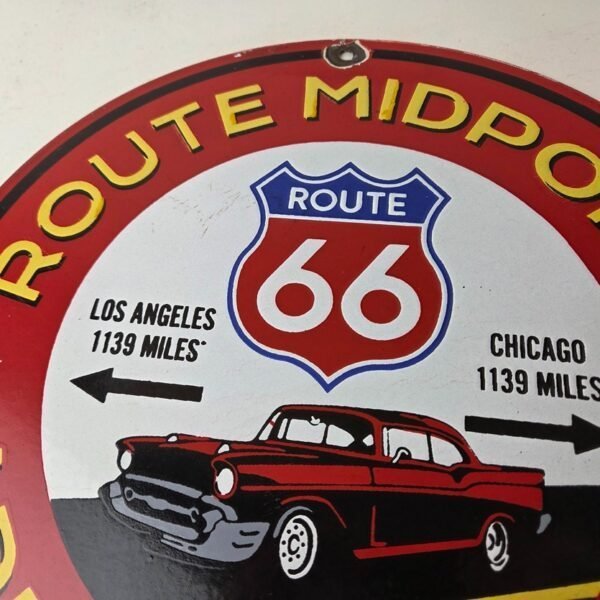 ROUTE MIDPO
ROUTE
66
LOS ANGELES
1139 MILES*
CHICAGO
1139 MILES